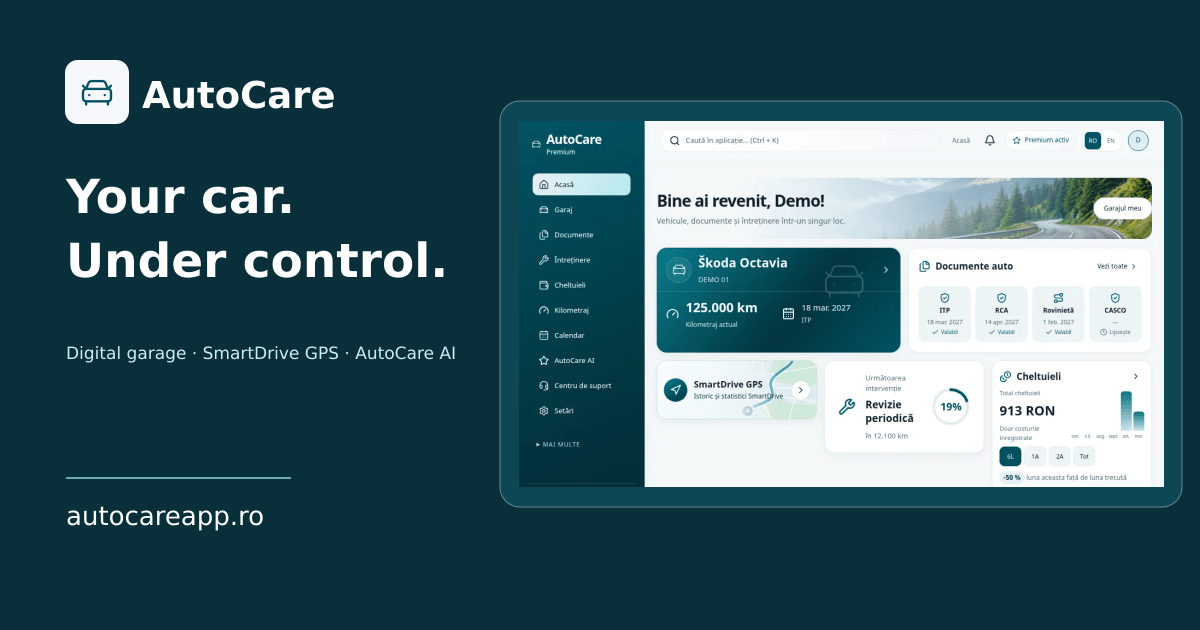 AutoCare
Your car.
Under control.
Digital garage · SmartDrive GPS · AutoCare AI
autocareapp.ro
AutoCare
Premium
Acasă
Garaj
Documente
Întreținere
Cheltuieli
Kilometraj
Calendar
AutoCare AI
Centru de suport
Setări
MAI MULTE
Caută în aplicație... (Ctrl + K)
Acasă
Premium activ
RO
EN
D
Bine ai revenit, Demo!
Vehicule, documente și întreținere într-un singur loc.
Garajul meu
Škoda Octavia
DEMO 01
125.000 km
Kilometraj actual
18 mar. 2027
ITP
Documente auto
Vezi toate
ITP
18 mar. 2027
Valabil
RCA
14 apr. 2027
Valabil
Rovinietă
1 feb. 2027
Valabil
CASCO
—
Lipsește
SmartDrive GPS
Istoric și statistici SmartDrive
Următoarea
intervenție
Revizie
periodică
în 12.100 km
19%
Cheltuieli
Total cheltuieli
913 RON
Doar costurile
înregistrate
iun. iul. aug. sept. oct. nov.
6L
1A
2A
Tot
-50 % luna aceasta față de luna trecută